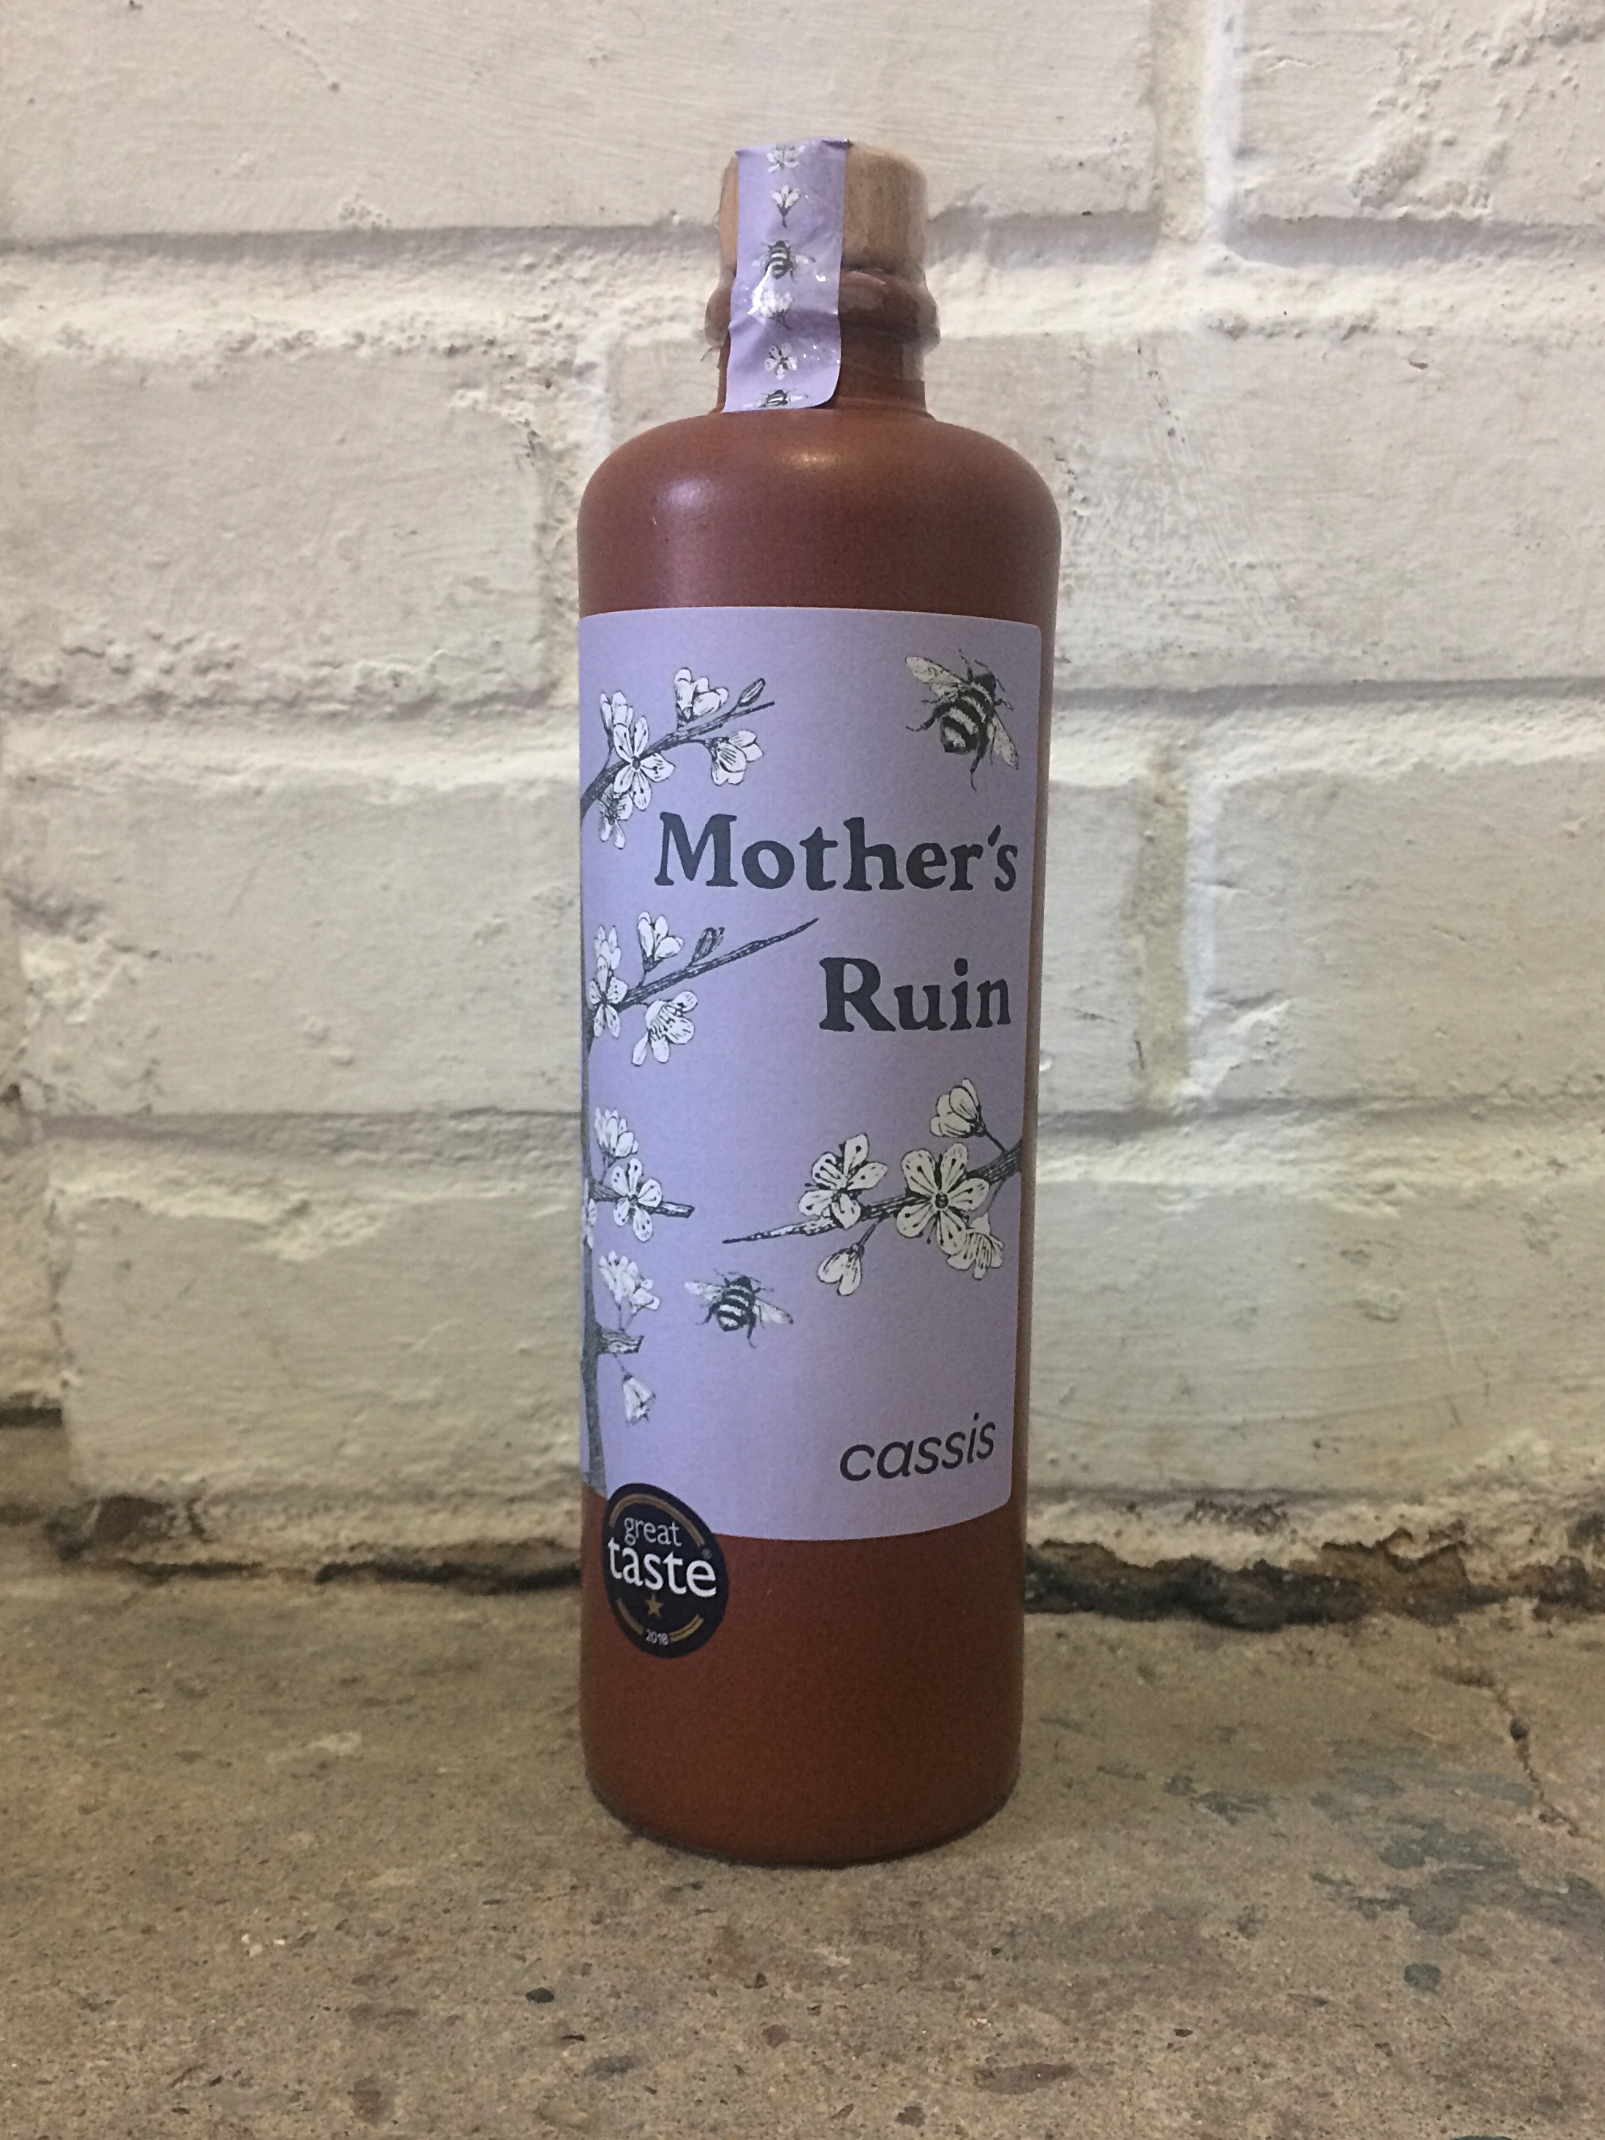 Mother's
Ruin
cassis
great
taste®
2018